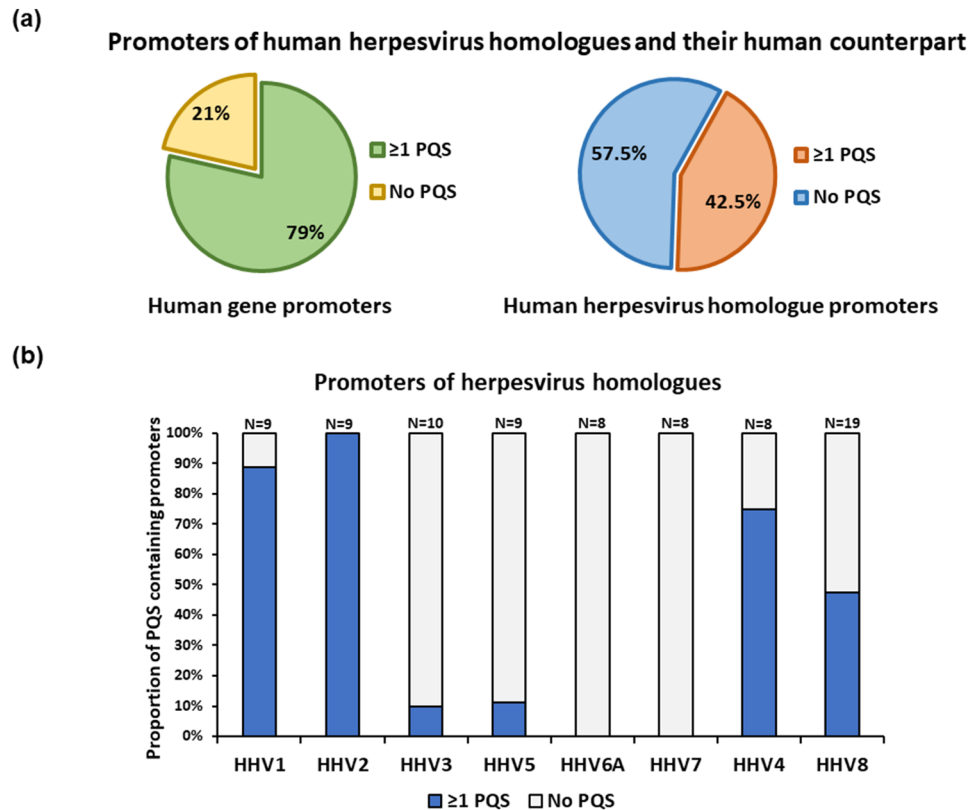 (a)
Promoters of human herpesvirus homologues and their human counterpart
21%
79%
≥1 PQS
No PQS
Human gene promoters
57.5%
42.5%
≥1 PQS
No PQS
Human herpesvirus homologue promoters
(b)
Promoters of herpesvirus homologues
Proportion of PQS containing promoters
N=9 N=9 N=10 N=9 N=8 N=8 N=8 N=19
100%
90%
80%
70%
60%
50%
40%
30%
20%
10%
0%
HHV1 HHV2 HHV3 HHV5 HHV6A HHV7 HHV4 HHV8
≥1 PQS No PQS